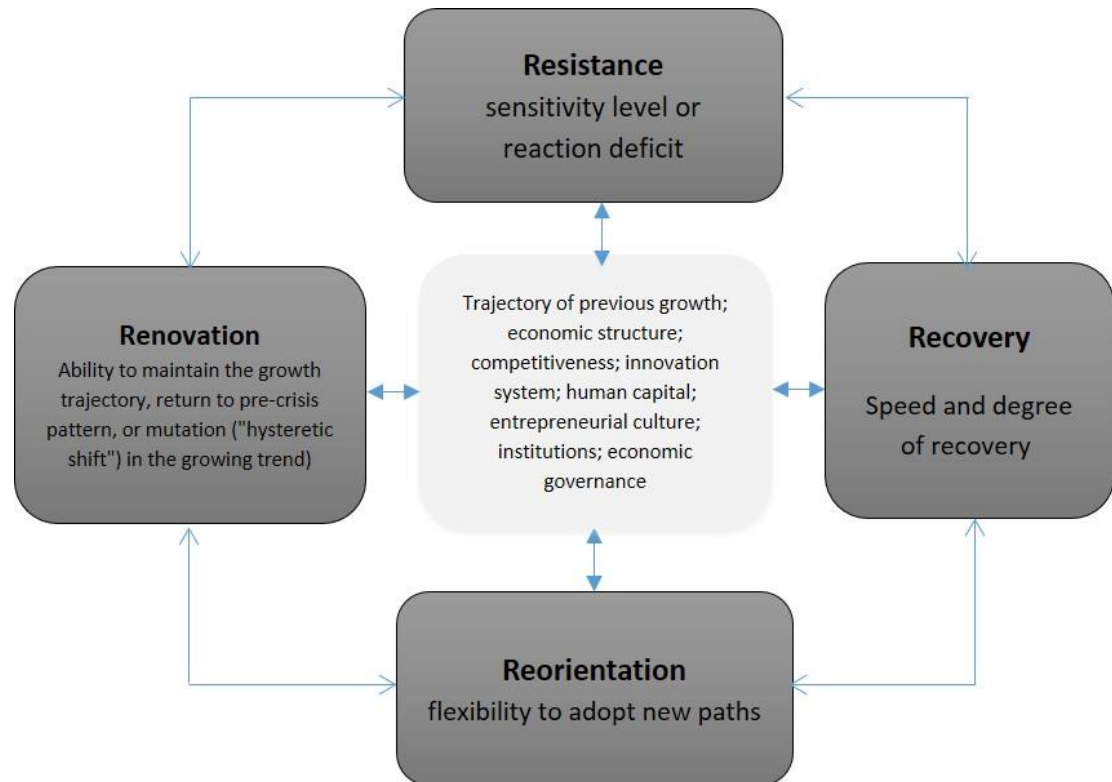 Resistance
sensitivity level or
reaction deficit
Renovation
Ability to maintain the growth
trajectory, return to pre-crisis
pattern, or mutation ("hysteretic
shift") in the growing trend)
Trajectory of previous growth;
economic structure;
competitiveness; innovation
system; human capital;
entrepreneurial culture;
institutions; economic
governance
Recovery
Speed and degree
of recovery
Reorientation
flexibility to adopt new paths